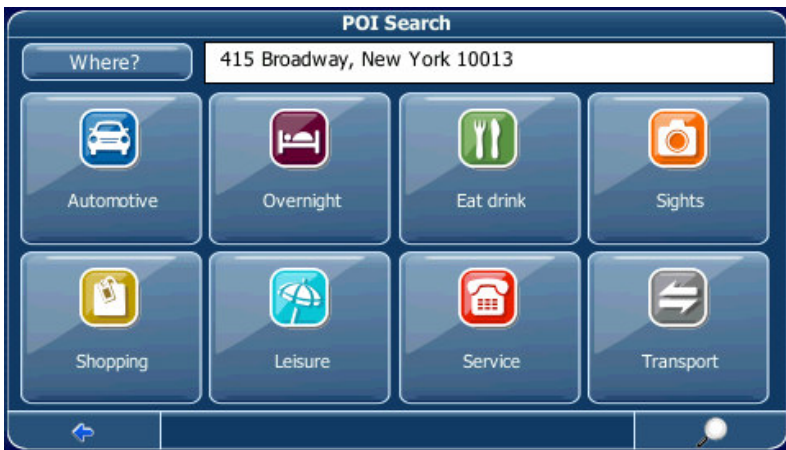 POI Search
Where?
415 Broadway, New York 10013
Automotive
Overnight
Eat drink
Sights
Shopping
Leisure
Service
Transport